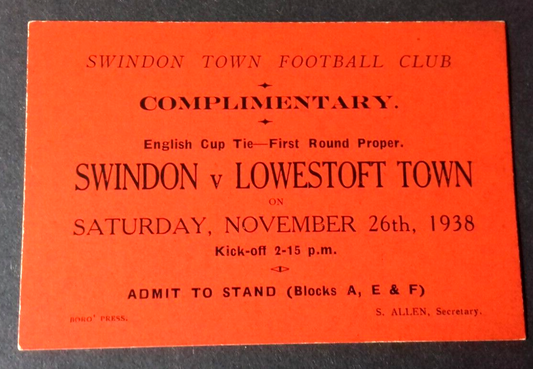 SWINDON TOWN FOOTBALL CLUB
COMPLIMENTARY.
English Cup Tie—First Round Proper.
SWINDON v LOWESTOFT TOWN
ON
SATURDAY, NOVEMBER 26th, 1938
Kick-off 2-15 p.m.
ADMIT TO STAND (Blocks A, E & F)
BORO' PRESS. S. ALLEN, Secretary.